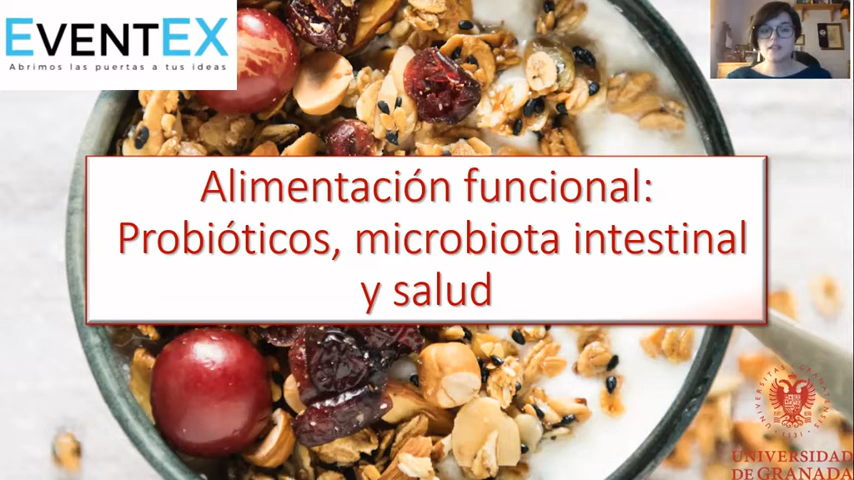 EVENTEX
Abrimos las puertas a tus ideas
Alimentación funcional:
Probióticos, microbiota intestinal
y salud
UNIVERSIDAD
DE GRANADA